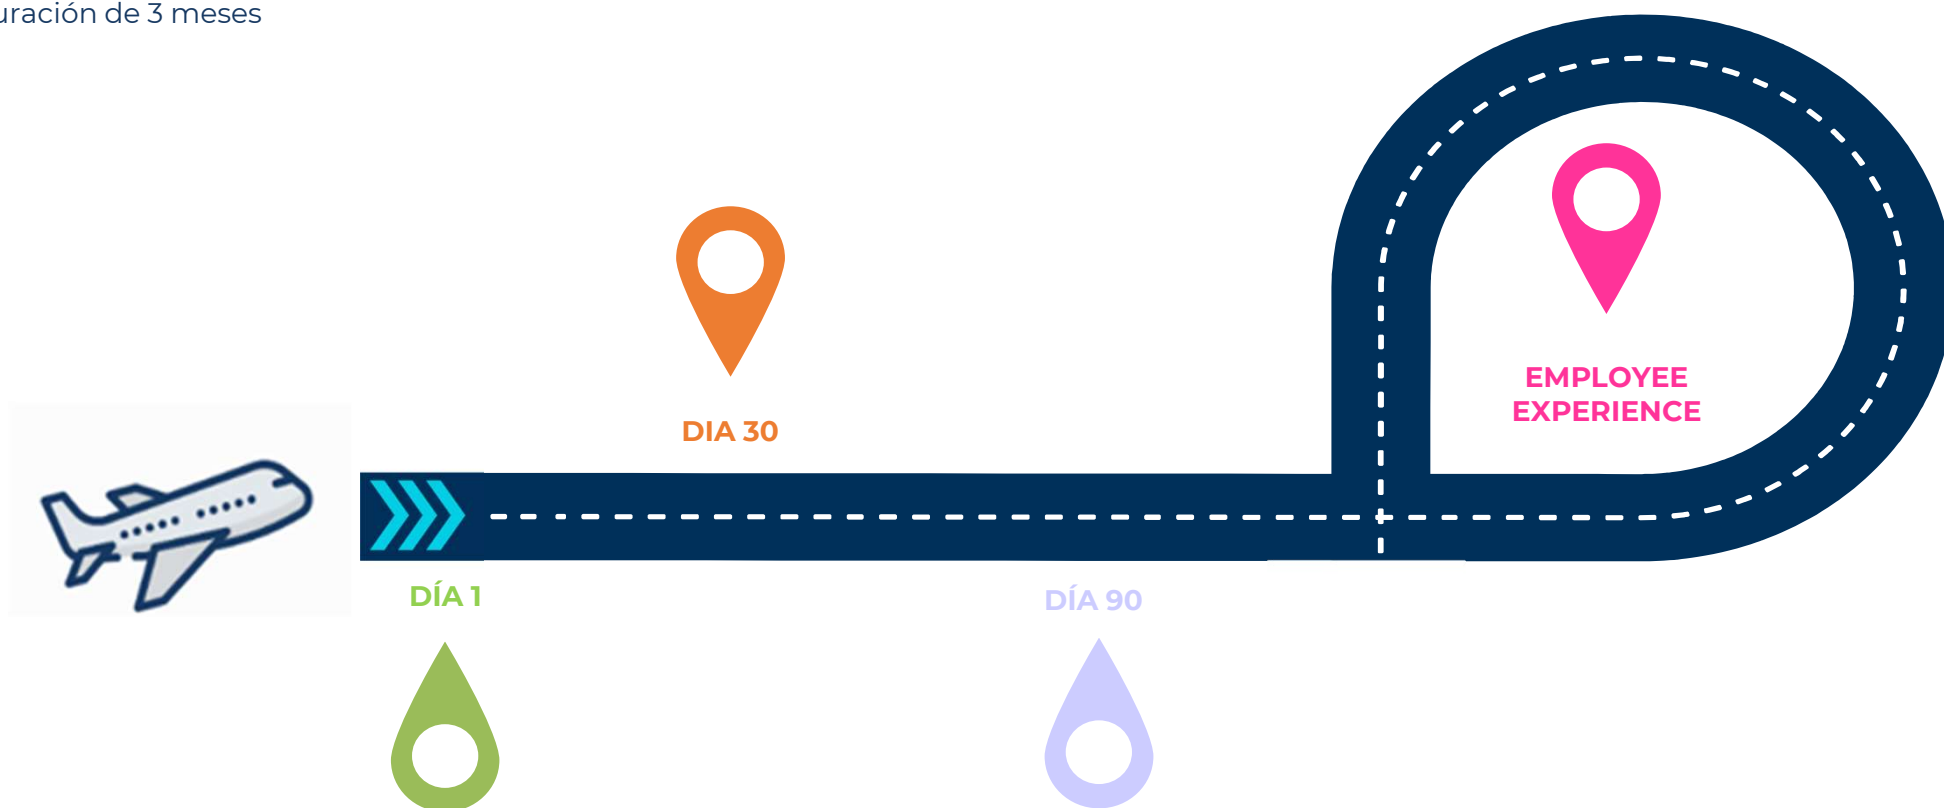 uración de 3 meses
DIA 30
EMPLOYEE
EXPERIENCE
DÍA 1
DÍA 90